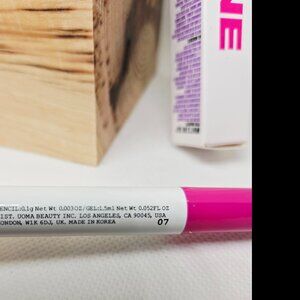 NE
ENCIL:0.1g Net Wt 0.003OZ/GEL:1.5ml Net Wt 0.052FL OZ
IST. UOMA BEAUTY INC. LOS ANGELES, CA 90045, USA
ONDON, W1K 6DJ, UK. MADE IN KOREA
07